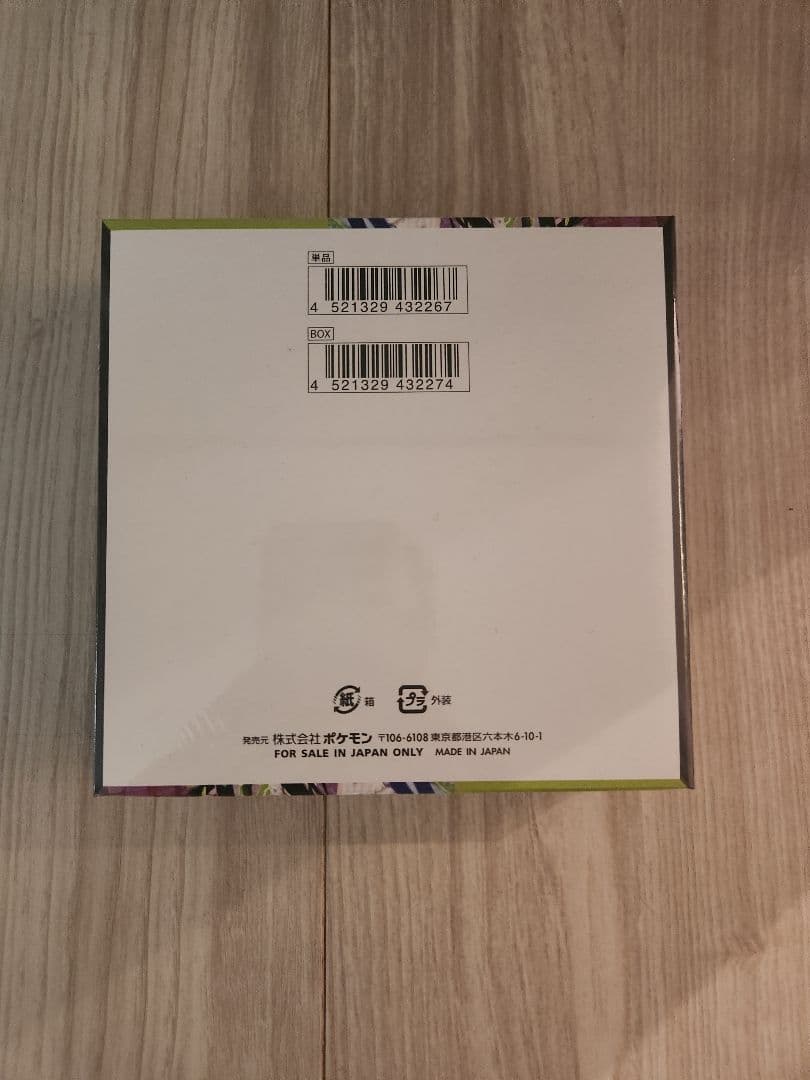 単品
4 521329 432267
BOX
4 521329 432274
紙 箱 プラ 外装
発売元 株式会社ポケモン 〒106-6108 東京都港区六本木6-10-1
FOR SALE IN JAPAN ONLY MADE IN JAPAN